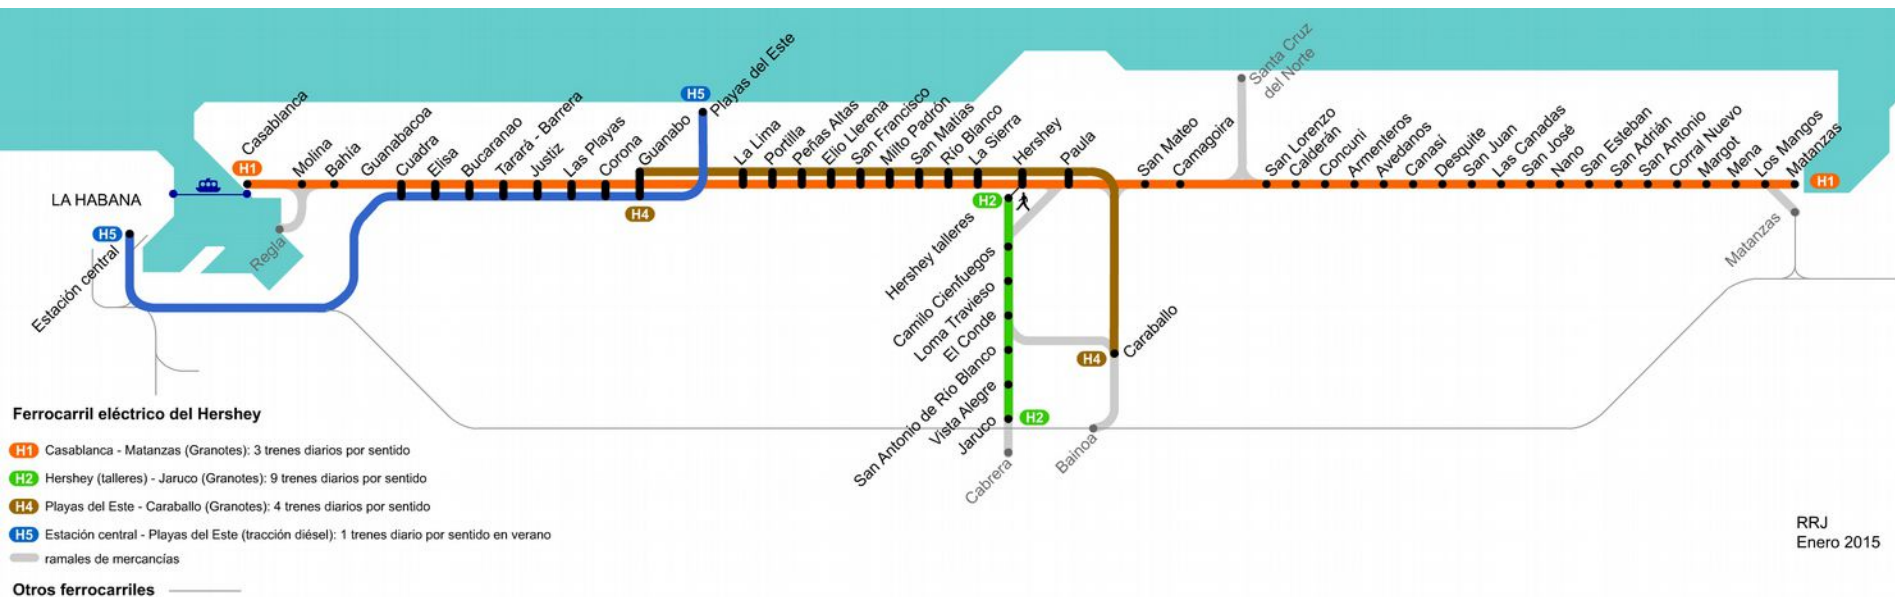 LA HABANA
H5
Estación central
Regla
H1
Casablanca
Molina
Bahía
Guanabacoa
Cuadra
Elisa
Bucaranao
Tarará - Barrera
Justiz
Las Playas
Corona
Guanabo
H4
H5
Playas del Este
La Lima
Portilla
Peñas Altas
Elio Llerena
San Francisco
Milto Padrón
San Matías
Río Blanco
La Sierra
Hershey
Paula
San Mateo
Camagoira
Santa Cruz
del Norte
San Lorenzo
Calderán
Concuni
Armenteros
Avedanos
Canasí
Desquite
San Juan
Las Canadas
San José
Nano
San Esteban
San Adrián
San Antonio
Corral Nuevo
Margot
Mena
Los Mangos
Matanzas
H1
Matanzas
H2
Hershey talleres
Camilo Cienfuegos
Loma Travieso
El Conde
San Antonio de Río Blanco
Vista Alegre
Jaruco
H2
Cabrera
H4
Caraballo
Bainoa
Ferrocarril eléctrico del Hershey
H1 Casablanca - Matanzas (Granotes): 3 trenes diarios por sentido
H2 Hershey (talleres) - Jaruco (Granotes): 9 trenes diarios por sentido
H4 Playas del Este - Caraballo (Granotes): 4 trenes diarios por sentido
H5 Estación central - Playas del Este (tracción diésel): 1 trenes diario por sentido en verano
ramales de mercancías
Otros ferrocarriles
RRJ
Enero 2015